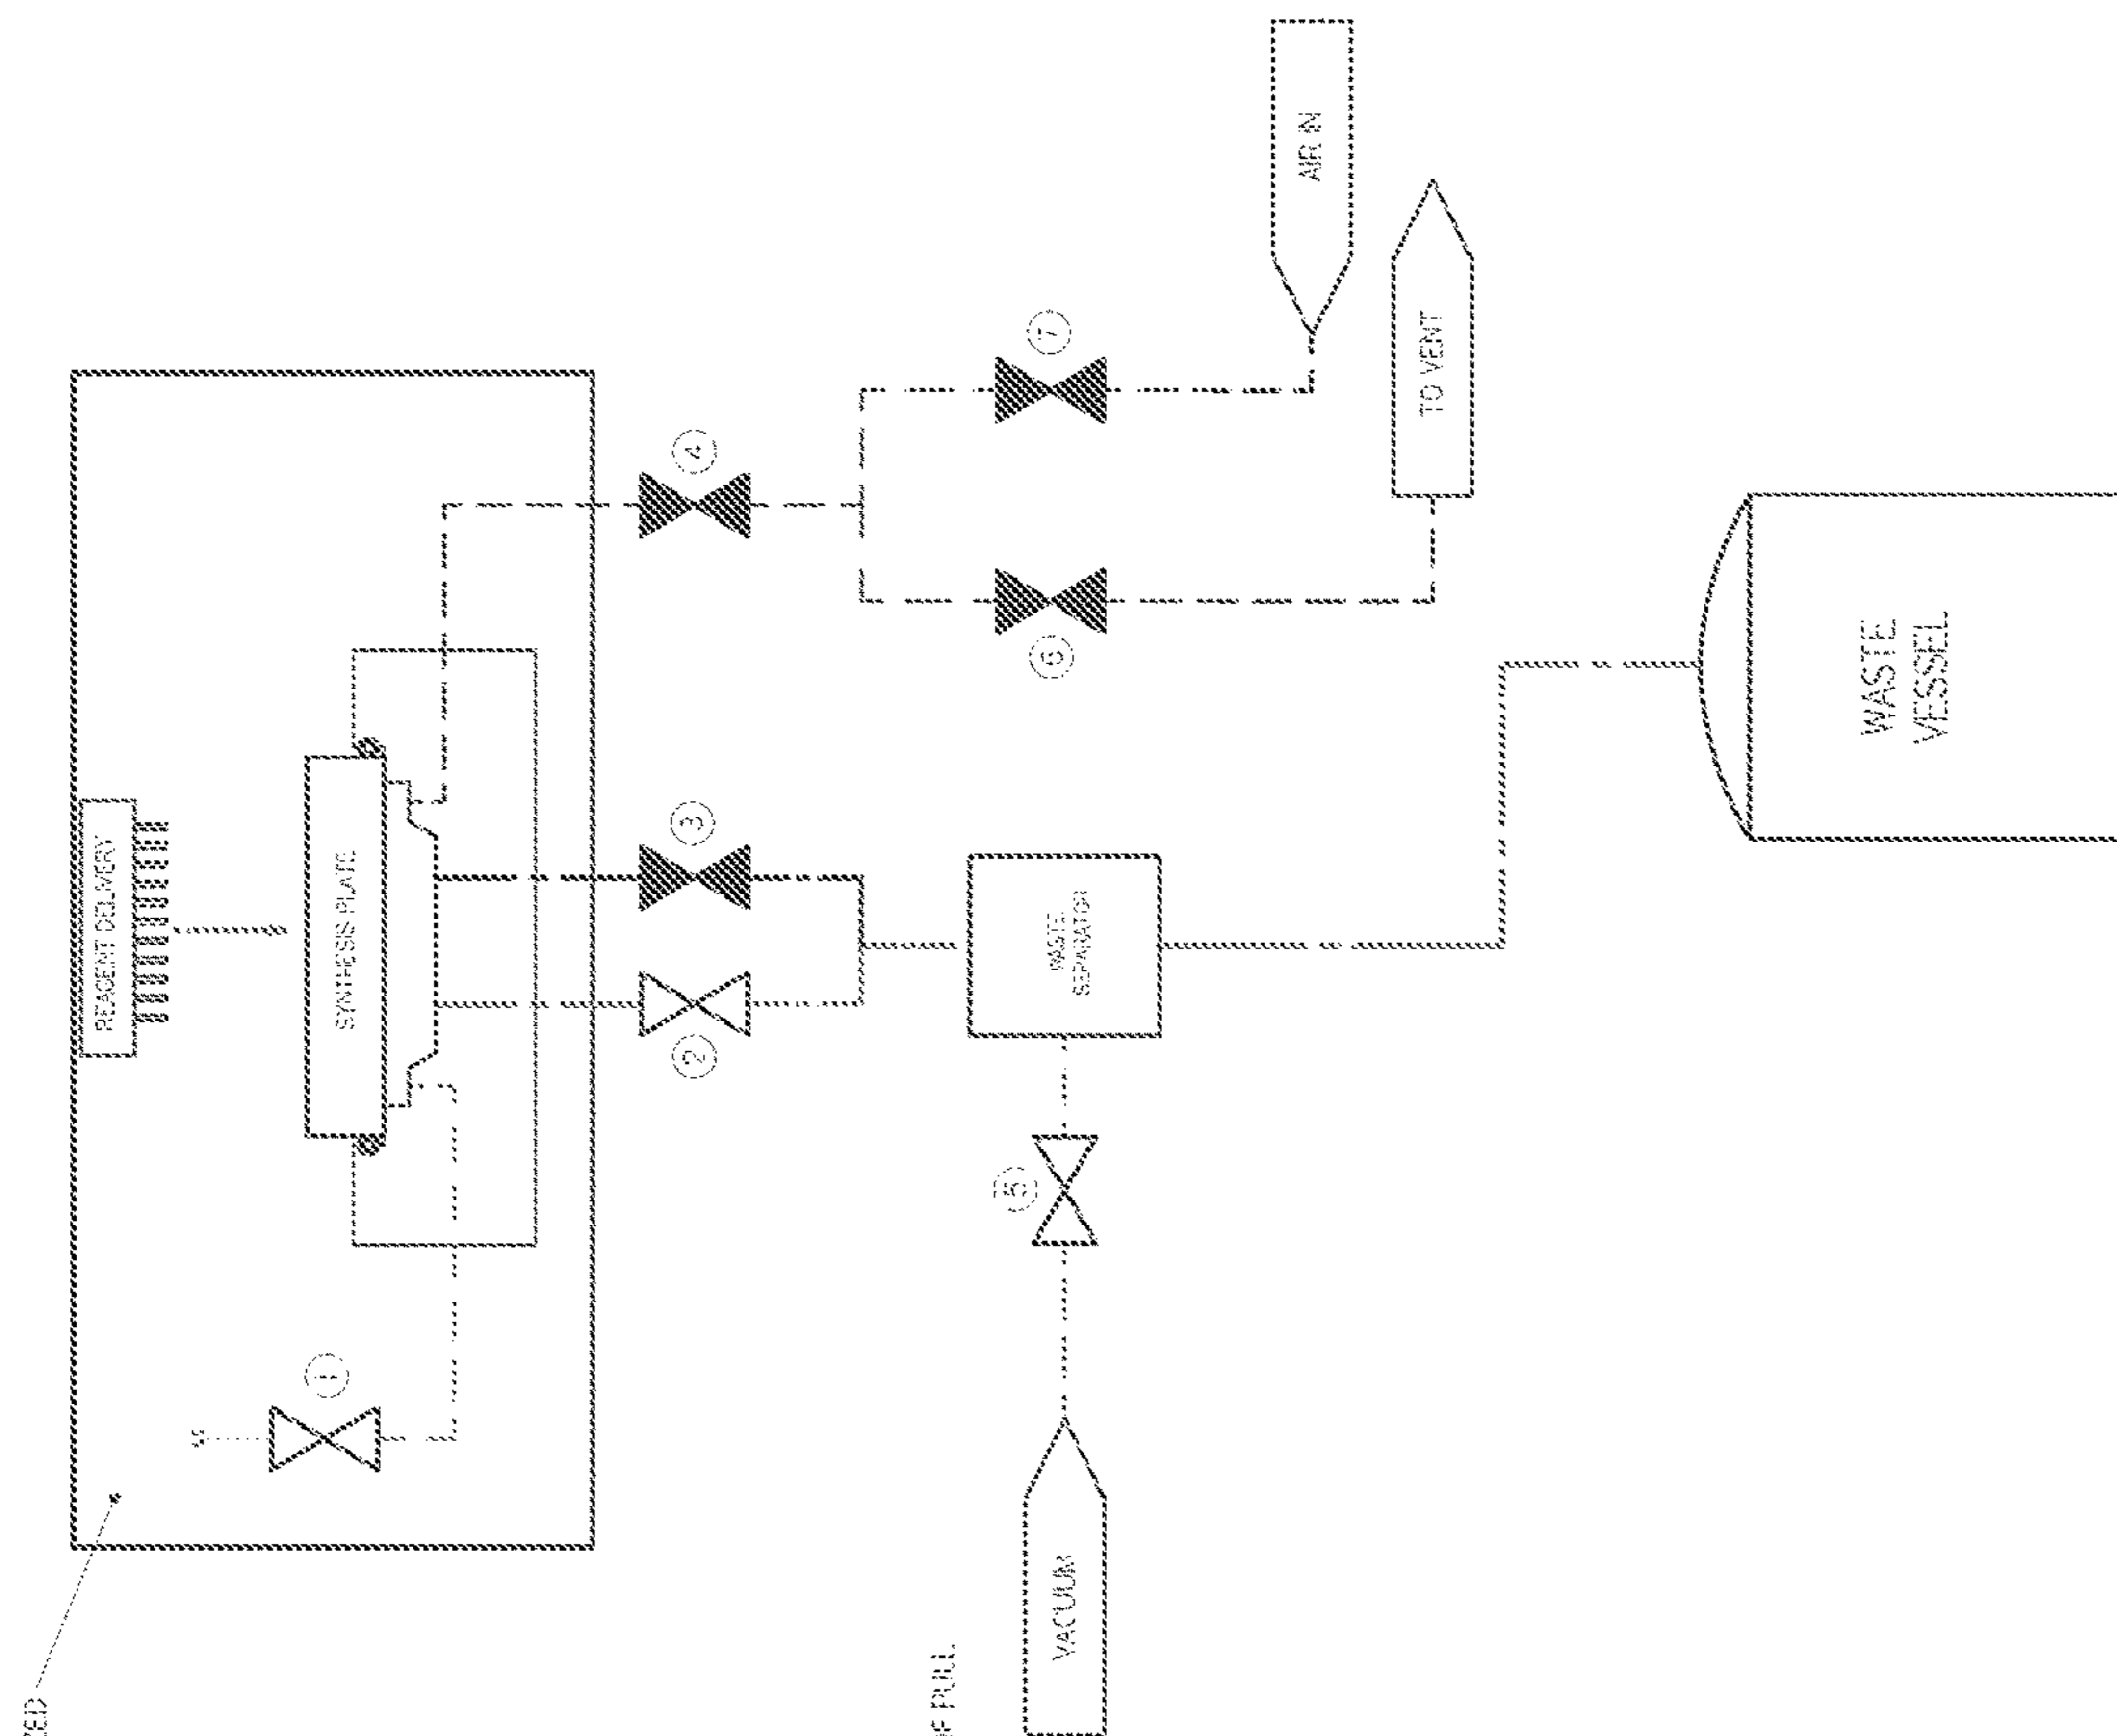 REAGENT DELIVERY
SYNTHESIS PLATE
1
2
3
4
5
6
7
AIR IN
TO VENT
WASTE
SEPARATOR
WASTE
VESSEL
VACUUM
PULL